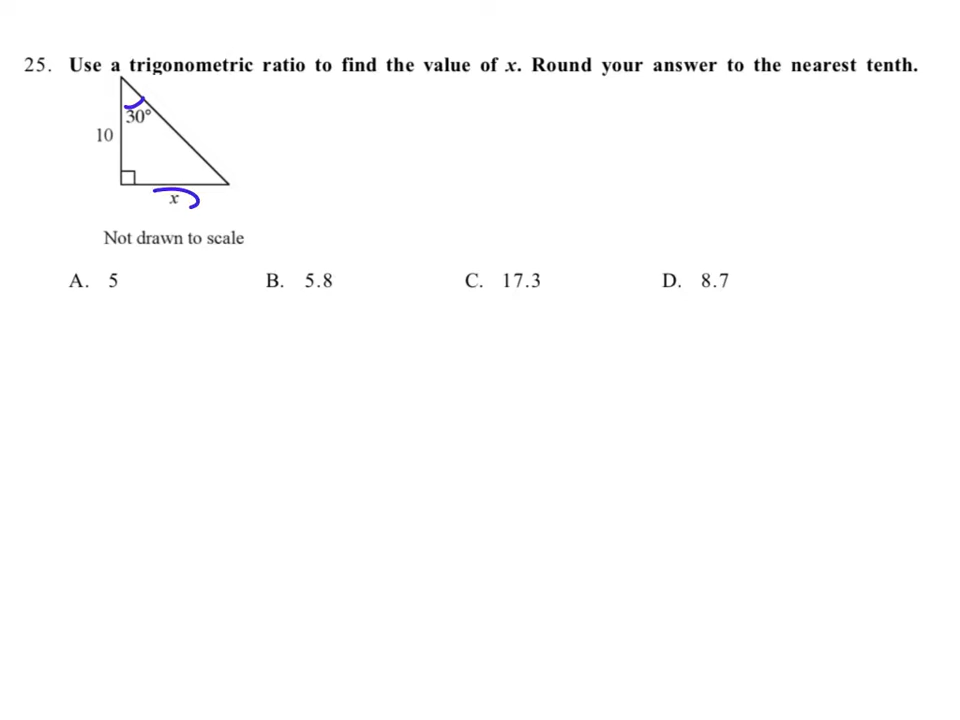 25. Use a trigonometric ratio to find the value of x. Round your answer to the nearest tenth.
30°
10
x
Not drawn to scale
A. 5 B. 5.8 C. 17.3 D. 8.7